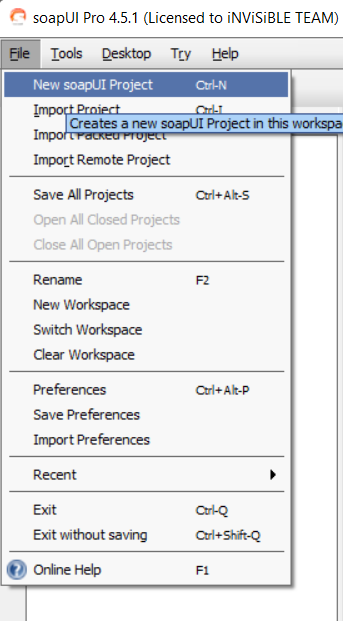 soapUI Pro 4.5.1 (Licensed to iNViSiBLE TEAM)
File Tools Desktop Try Help
New soapUI Project Ctrl-N
Import Project Ctrl-I
Creates a new soapUI Project in this workspa
Import Packed Project
Import Remote Project
Save All Projects Ctrl+Alt-S
Open All Closed Projects
Close All Open Projects
Rename F2
New Workspace
Switch Workspace
Clear Workspace
Preferences Ctrl+Alt-P
Save Preferences
Import Preferences
Recent
Exit Ctrl-Q
Exit without saving Ctrl+Shift-Q
Online Help F1